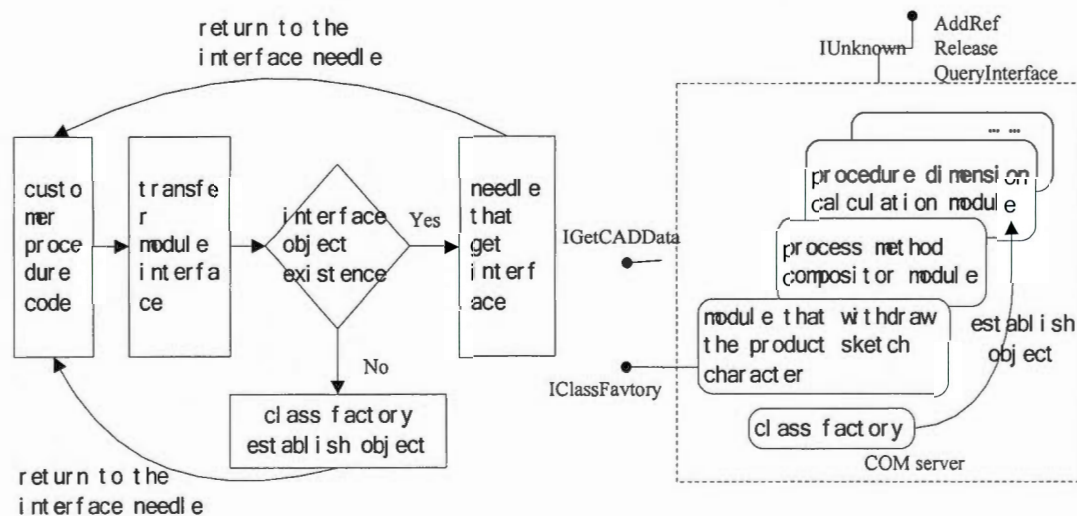 return to the
interface needle
custo
mer
proce
dure
code
transfe
r
module
interfa
ce
interface
object
existence
Yes
needle
that
get
interf
ace
No
class factory
establish object
return to the
interface needle
AddRef
IUnknown
Release
QueryInterface
... ...
procedure dimension
calculation module
IGetCADData
process method
compositor module
module that withdraw
the product sketch
character
establish
object
IClassFavtory
class factory
COM server